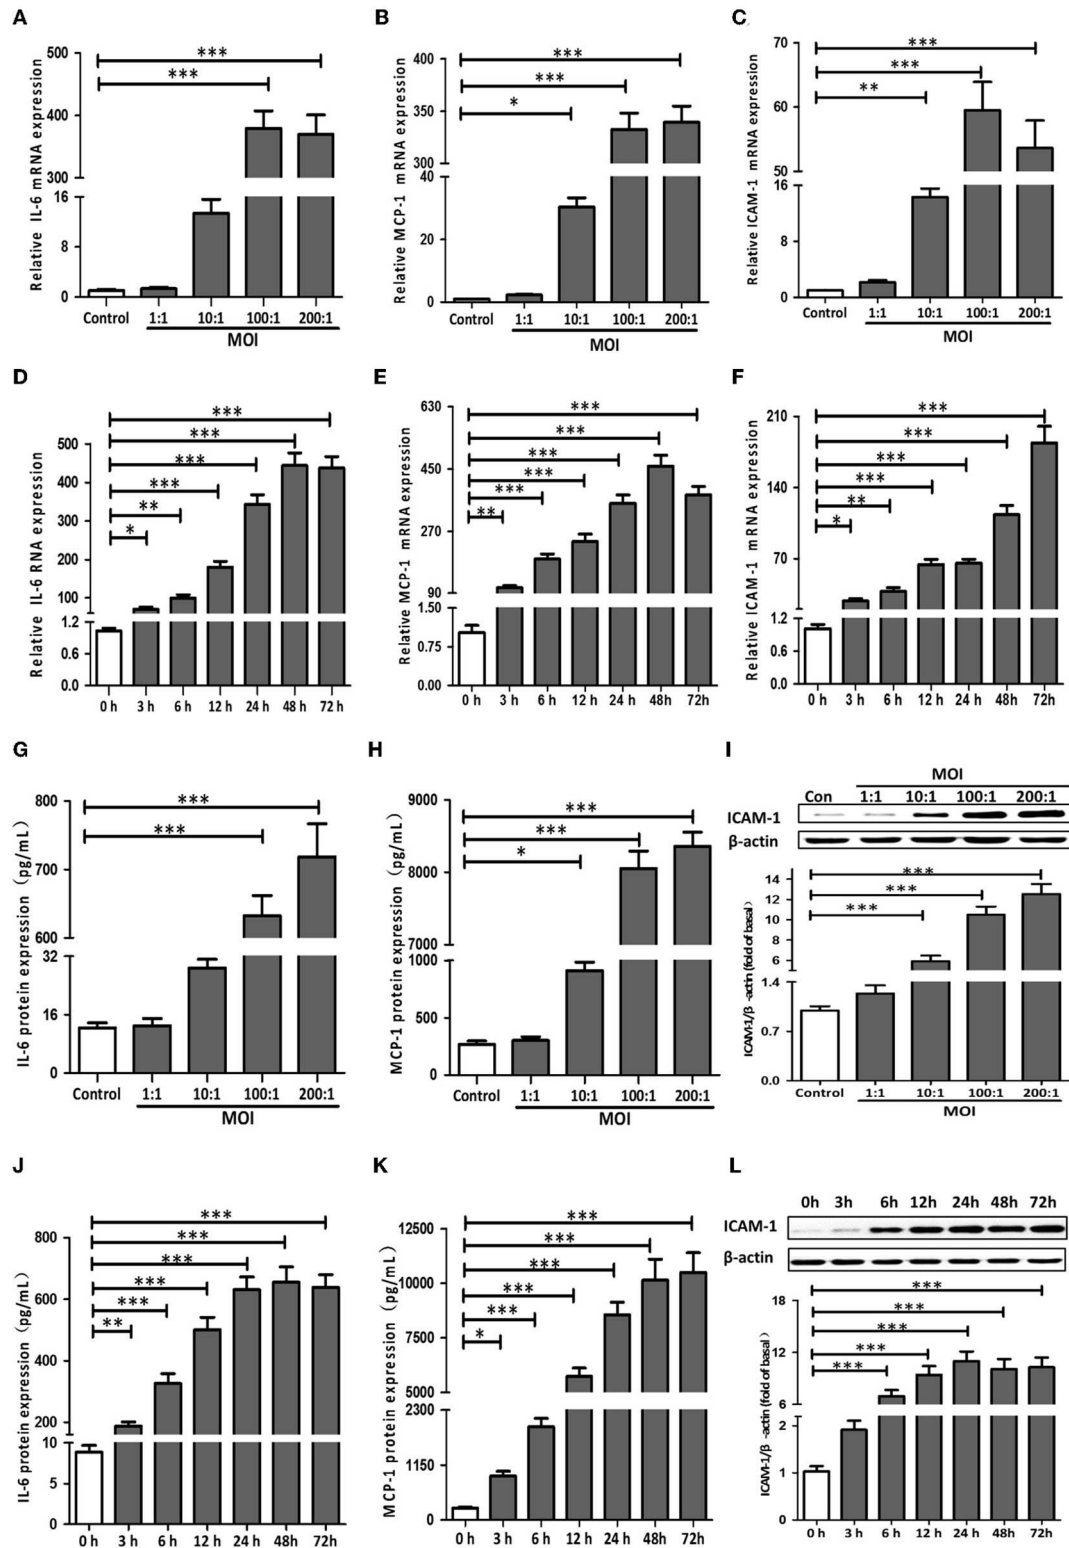 A
Relative IL-6 mRNA expression
500
400
300
16
8
0
***
***
Control 1:1 10:1 100:1 200:1
MOI
B
Relative MCP-1 mRNA expression
400
350
300
40
20
0
***
***
*
Control 1:1 10:1 100:1 200:1
MOI
C
Relative ICAM-1 mRNA expression
70
60
50
16
8
0
***
***
**
Control 1:1 10:1 100:1 200:1
MOI
D
Relative IL-6 RNA expression
500
400
300
200
100
1.2
0.6
0.0
***
***
***
***
**
*
0 h 3 h 6 h 12 h 24 h 48h 72 h
E
Relative MCP-1 mRNA expression
630
450
270
90
1.50
0.75
0.00
***
***
***
***
***
**
0 h 3 h 6 h 12 h 24 h 48 h 72 h
F
Relative ICAM-1 mRNA expression
210
140
70
1.2
0.6
0.0
***
***
***
***
**
*
0 h 3 h 6 h 12 h 24 h 48h 72h
G
IL-6 protein expression (pg/mL)
800
700
600
32
16
0
***
***
Control 1:1 10:1 100:1 200:1
MOI
H
MCP-1 protein expression (pg/mL)
9000
8000
7000
1000
500
0
***
***
*
Control 1:1 10:1 100:1 200:1
MOI
I
MOI
Con 1:1 10:1 100:1 200:1
ICAM-1
β-actin
ICAM-1/β -actin (fold of basal)
14
12
10
8
6
1.4
0.7
0.0
***
***
***
Control 1:1 10:1 100:1 200:1
MOI
J
IL-6 protein expression (pg/mL)
800
600
400
200
10
5
0
***
***
***
***
***
**
0 h 3 h 6 h 12 h 24 h 48h 72h
K
MCP-1 protein expression (pg/mL)
12500
10000
7500
5000
2300
1150
0
***
***
***
***
***
*
0 h 3 h 6 h 12 h 24 h 48h 72h
L
0h 3h 6h 12h 24h 48h 72h
ICAM-1
β-actin
ICAM-1/β -actin (fold of basal)
18
12
6
2
1
0
***
***
***
***
***
0 h 3 h 6 h 12 h 24 h 48h 72h